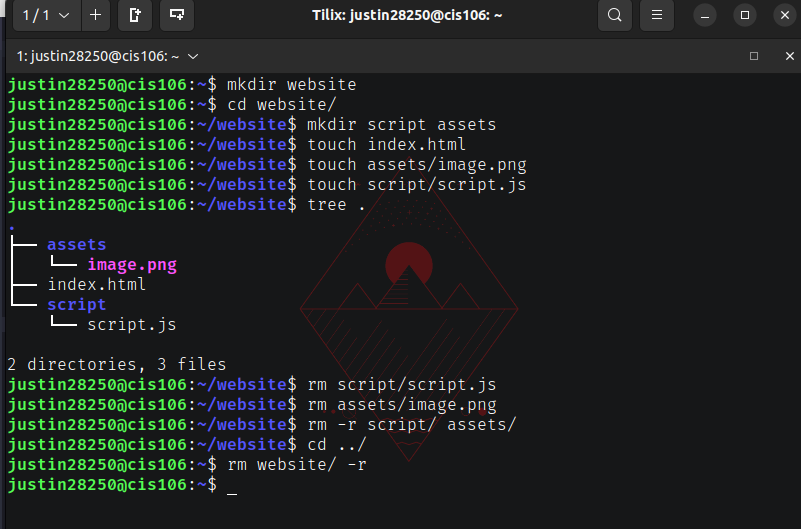 1 / 1
Tilix: justin28250@cis106: ~
1: justin28250@cis106: ~
justin28250@cis106:~$ mkdir website
justin28250@cis106:~$ cd website/
justin28250@cis106:~/website$ mkdir script assets
justin28250@cis106:~/website$ touch index.html
justin28250@cis106:~/website$ touch assets/image.png
justin28250@cis106:~/website$ touch script/script.js
justin28250@cis106:~/website$ tree .
.
├── assets
│   └── image.png
├── index.html
└── script
    └── script.js
2 directories, 3 files
justin28250@cis106:~/website$ rm script/script.js
justin28250@cis106:~/website$ rm assets/image.png
justin28250@cis106:~/website$ rm -r script/ assets/
justin28250@cis106:~/website$ cd ../
justin28250@cis106:~$ rm website/ -r
justin28250@cis106:~$ _